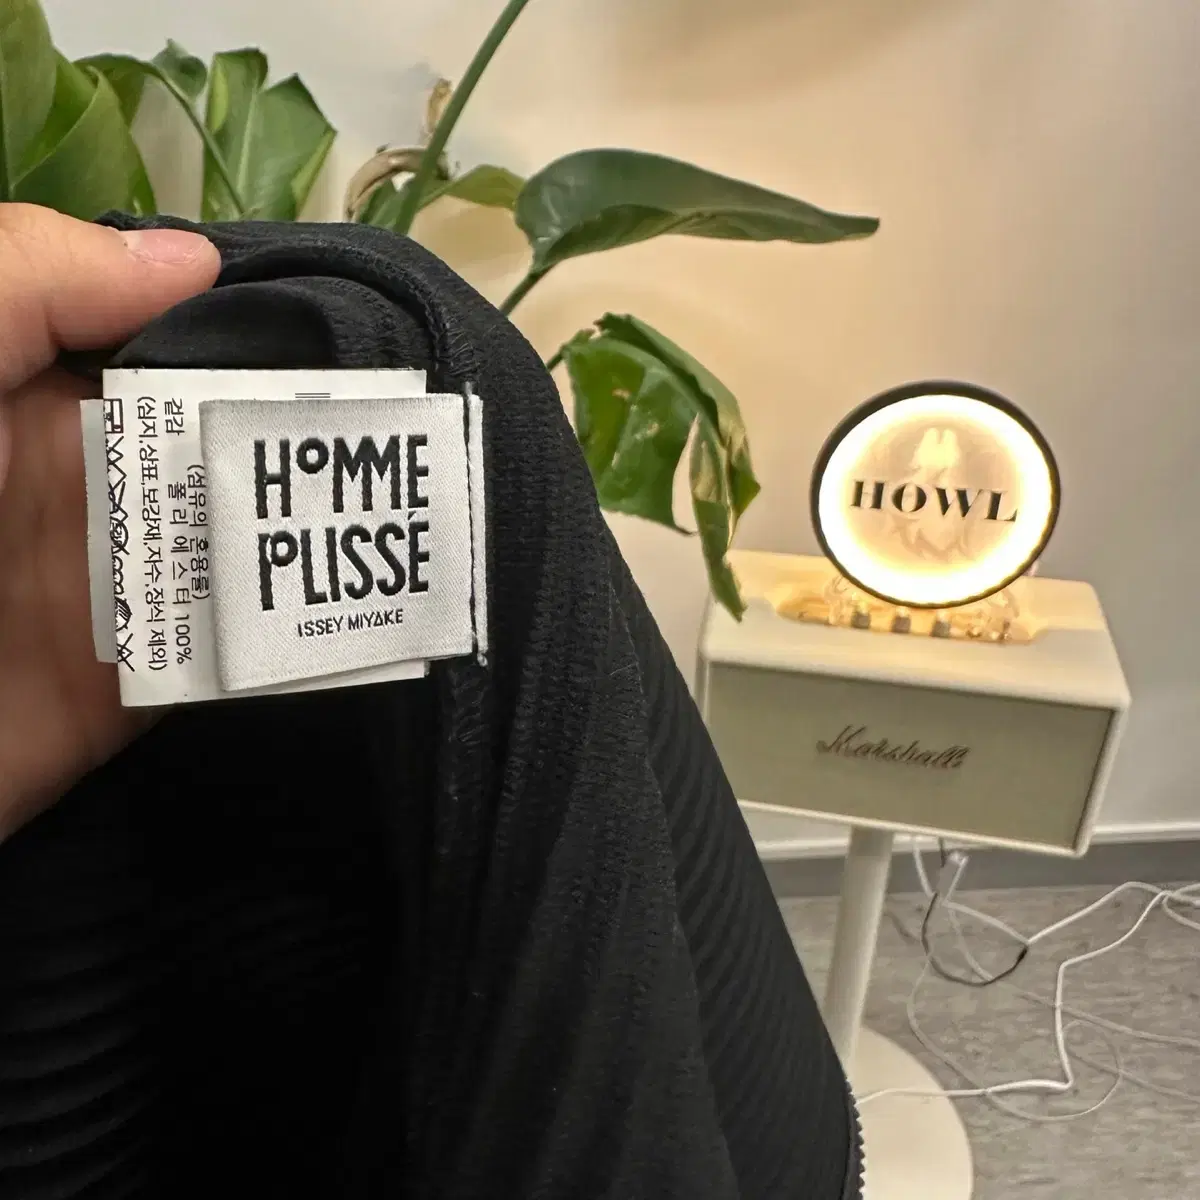 HOMME
PLISSÉ
ISSEY MIYAKE
(섬유의 혼용률)
겉감 폴리에스터 100%
(심지.상표.보강재.자수.장식 제외)
HOWL
Marshall